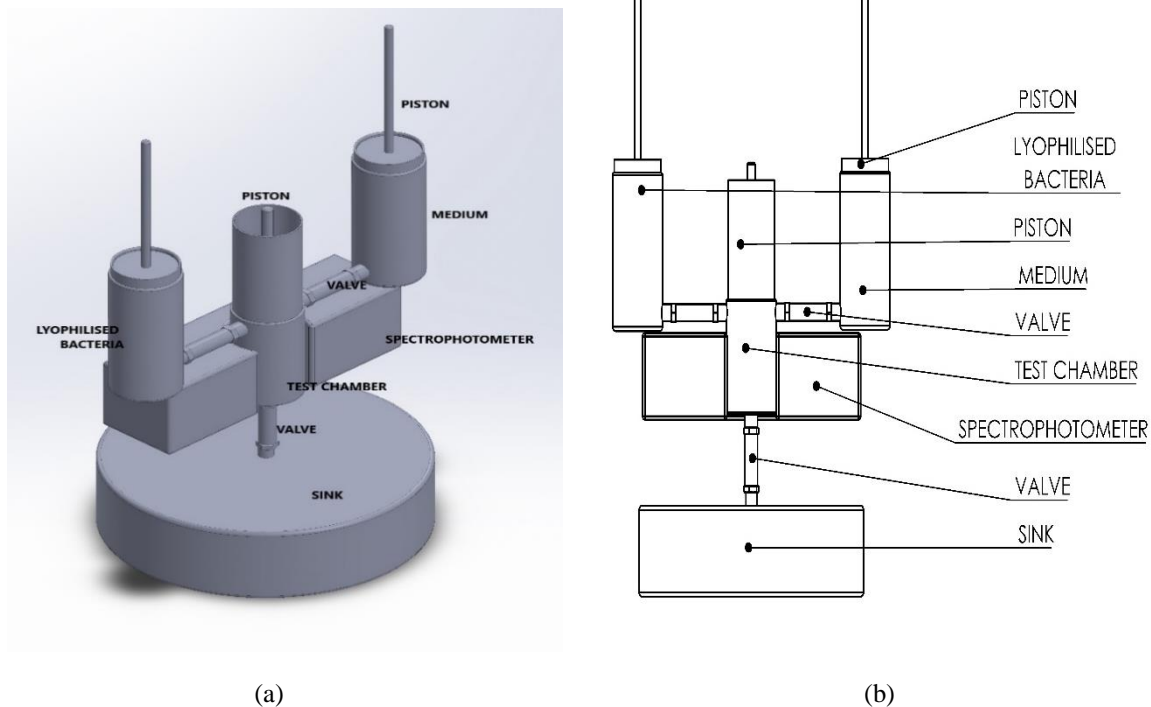 PISTON
PISTON
MEDIUM
VALVE
LYOPHILISED
BACTERIA
SPECTROPHOTOMETER
TEST CHAMBER
VALVE
SINK
(a)
PISTON
LYOPHILISED
BACTERIA
PISTON
MEDIUM
VALVE
TEST CHAMBER
SPECTROPHOTOMETER
VALVE
SINK
(b)